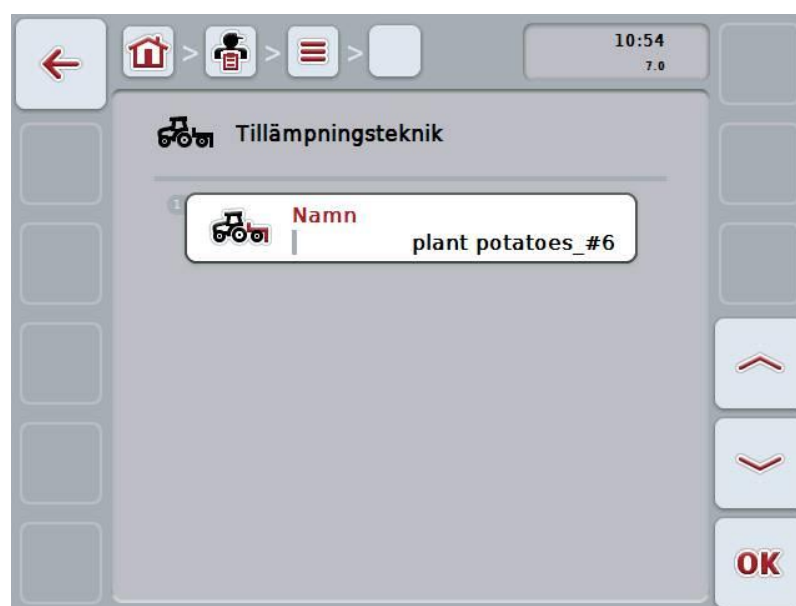 > > >
10:54
7.0
Tillämpningsteknik
1
Namn
plant potatoes_#6
OK